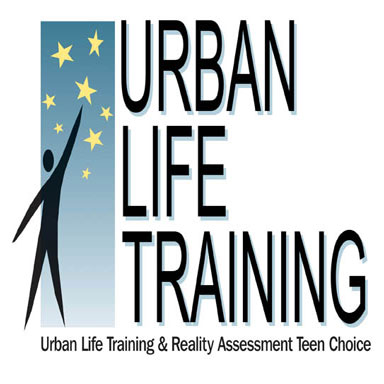 URBAN
LIFE
TRAINING
Urban Life Training & Reality Assessment Teen Choice